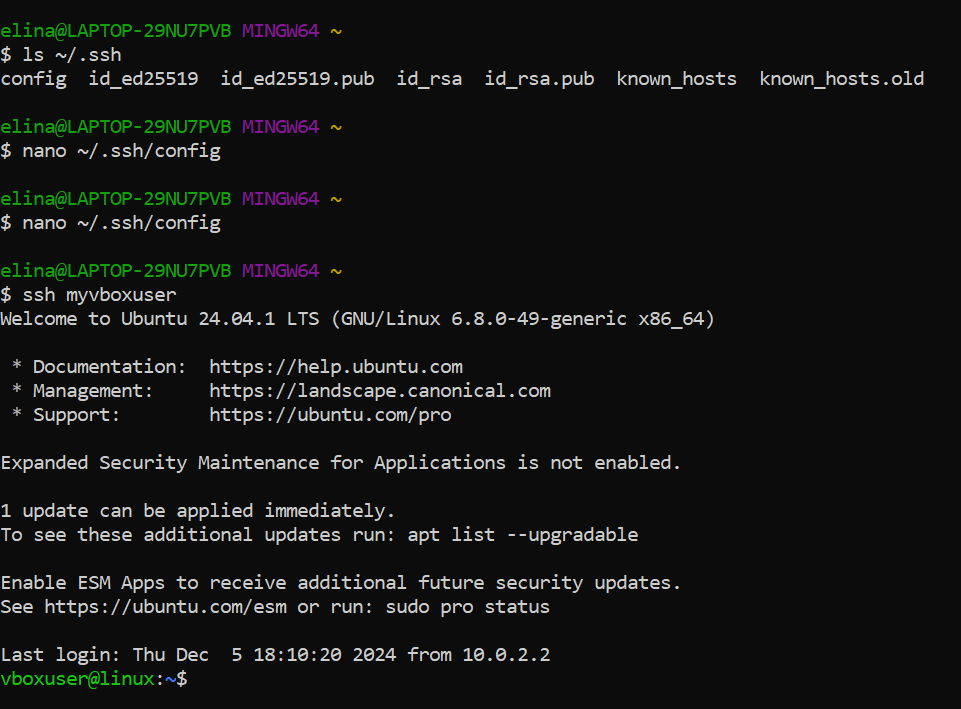 elina@LAPTOP-29NU7PVB MINGW64 ~
$ ls ~/.ssh
config  id_ed25519  id_ed25519.pub  id_rsa  id_rsa.pub  known_hosts  known_hosts.old
elina@LAPTOP-29NU7PVB MINGW64 ~
$ nano ~/.ssh/config
elina@LAPTOP-29NU7PVB MINGW64 ~
$ nano ~/.ssh/config
elina@LAPTOP-29NU7PVB MINGW64 ~
$ ssh myvboxuser
Welcome to Ubuntu 24.04.1 LTS (GNU/Linux 6.8.0-49-generic x86_64)
 * Documentation:  https://help.ubuntu.com
 * Management:     https://landscape.canonical.com
 * Support:        https://ubuntu.com/pro
Expanded Security Maintenance for Applications is not enabled.
1 update can be applied immediately.
To see these additional updates run: apt list --upgradable
Enable ESM Apps to receive additional future security updates.
See https://ubuntu.com/esm or run: sudo pro status
Last login: Thu Dec  5 18:10:20 2024 from 10.0.2.2
vboxuser@linux:~$